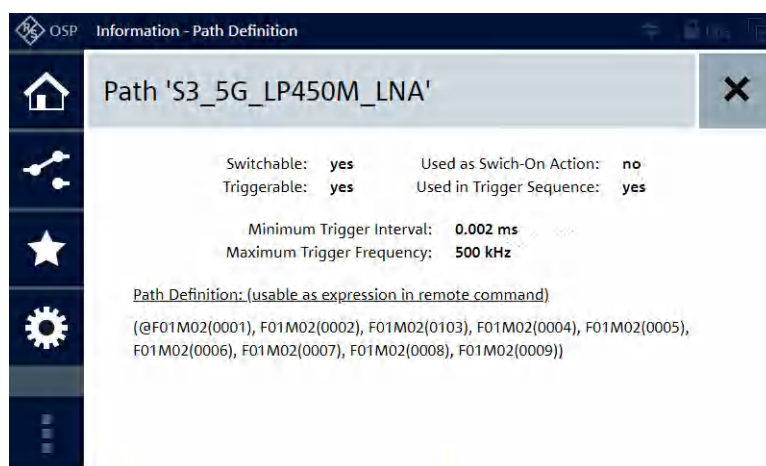 OSP Information - Path Definition
Path 'S3_5G_LP450M_LNA'
Switchable: yes Used as Swich-On Action: no
Triggerable: yes Used in Trigger Sequence: yes
Minimum Trigger Interval: 0.002 ms
Maximum Trigger Frequency: 500 kHz
Path Definition: (usable as expression in remote command)
(@F01M02(0001), F01M02(0002), F01M02(0103), F01M02(0004), F01M02(0005),
F01M02(0006), F01M02(0007), F01M02(0008), F01M02(0009))